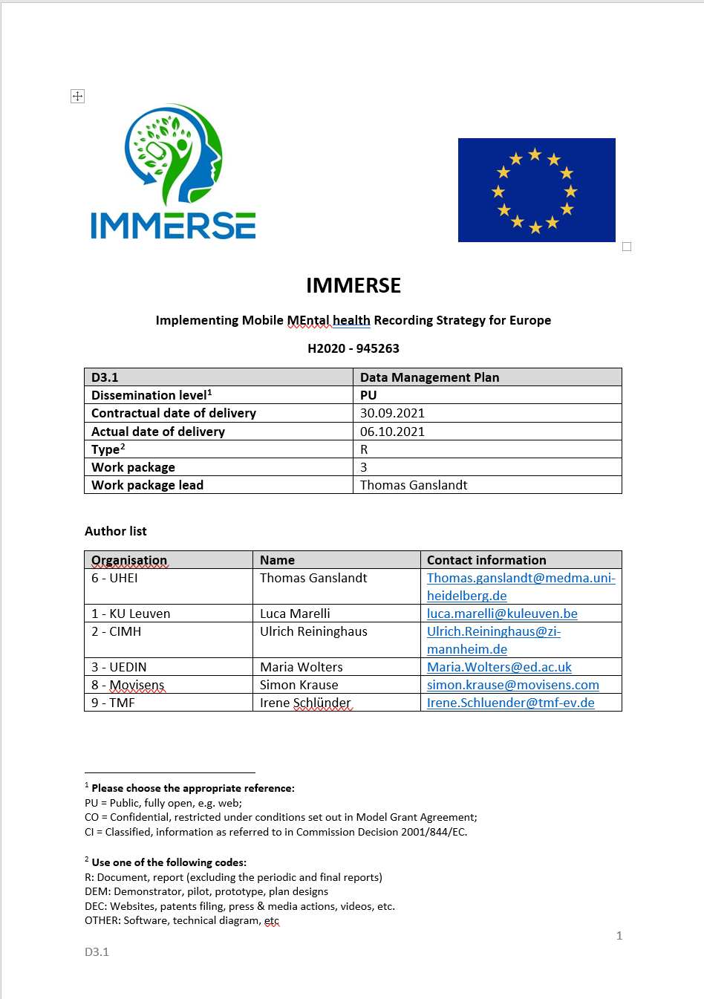 IMMERSE
IMMERSE
Implementing Mobile MEntal health Recording Strategy for Europe
H2020 - 945263
D3.1 Data Management Plan
Dissemination level1 PU
Contractual date of delivery 30.09.2021
Actual date of delivery 06.10.2021
Type2 R
Work package 3
Work package lead Thomas Ganslandt
Author list
Organisation Name Contact information
6 - UHEI Thomas Ganslandt Thomas.ganslandt@medma.uni-
heidelberg.de
1 - KU Leuven Luca Marelli luca.marelli@kuleuven.be
2 - CIMH Ulrich Reininghaus Ulrich.Reininghaus@zi-
mannheim.de
3 - UEDIN Maria Wolters Maria.Wolters@ed.ac.uk
8 - Movisens Simon Krause simon.krause@movisens.com
9 - TMF Irene Schlünder Irene.Schluender@tmf-ev.de
1 Please choose the appropriate reference:
PU = Public, fully open, e.g. web;
CO = Confidential, restricted under conditions set out in Model Grant Agreement;
CI = Classified, information as referred to in Commission Decision 2001/844/EC.
2 Use one of the following codes:
R: Document, report (excluding the periodic and final reports)
DEM: Demonstrator, pilot, prototype, plan designs
DEC: Websites, patents filing, press & media actions, videos, etc.
OTHER: Software, technical diagram, etc
1
D3.1